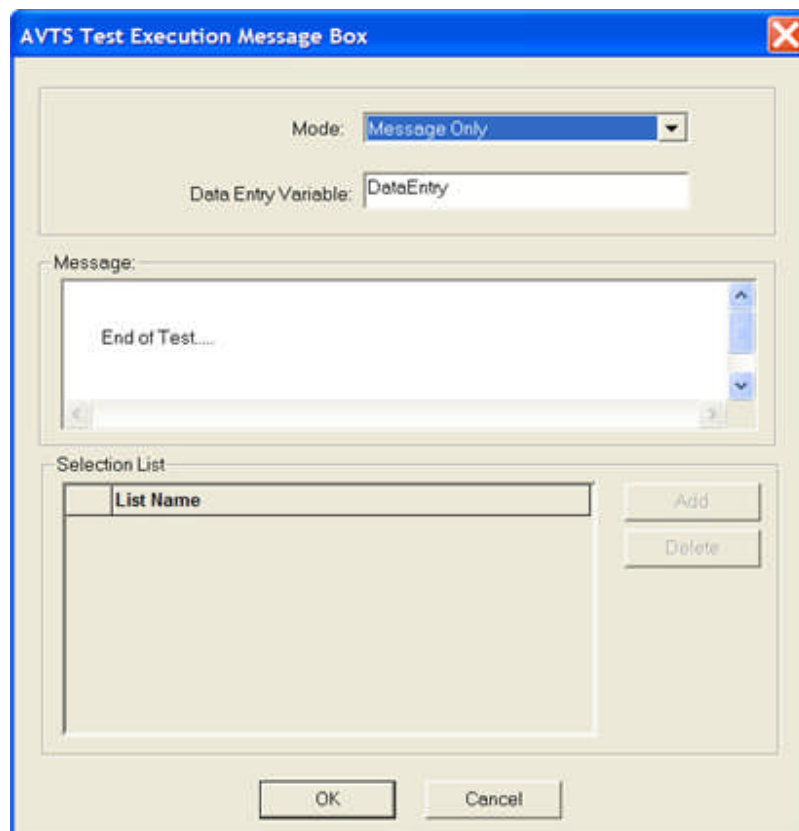 AVTS Test Execution Message Box
Mode: Message Only
Data Entry Variable: DataEntry
Message:
End of Test....
Selection List
List Name
Add
Delete
OK Cancel